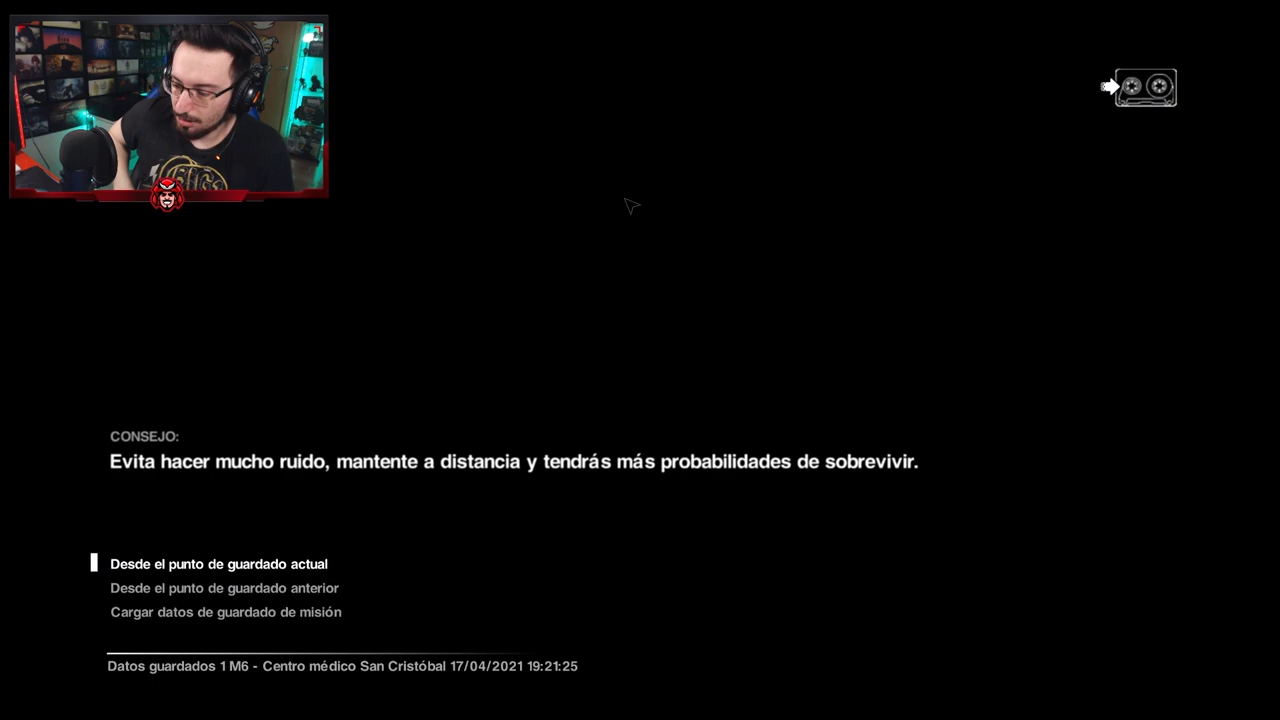 CONSEJO:
Evita hacer mucho ruido, mantente a distancia y tendrás más probabilidades de sobrevivir.
Desde el punto de guardado actual
Desde el punto de guardado anterior
Cargar datos de guardado de misión
Datos guardados 1 M6 - Centro médico San Cristóbal 17/04/2021 19:21:25